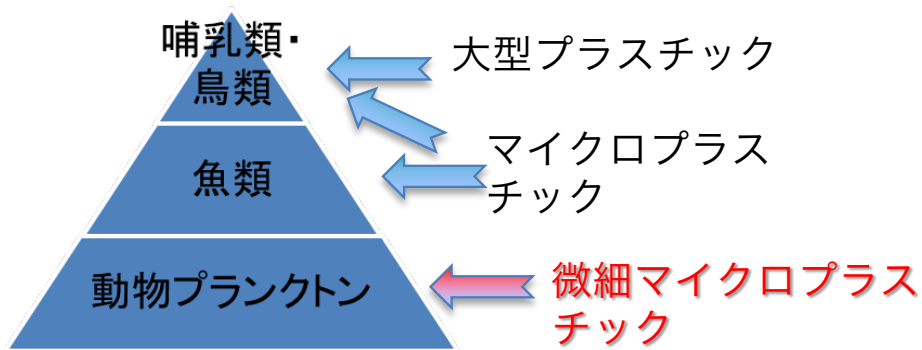 哺乳類・
鳥類
大型プラスチック
マイクロプラス
チック
魚類
動物プランクトン
微細マイクロプラス
チック